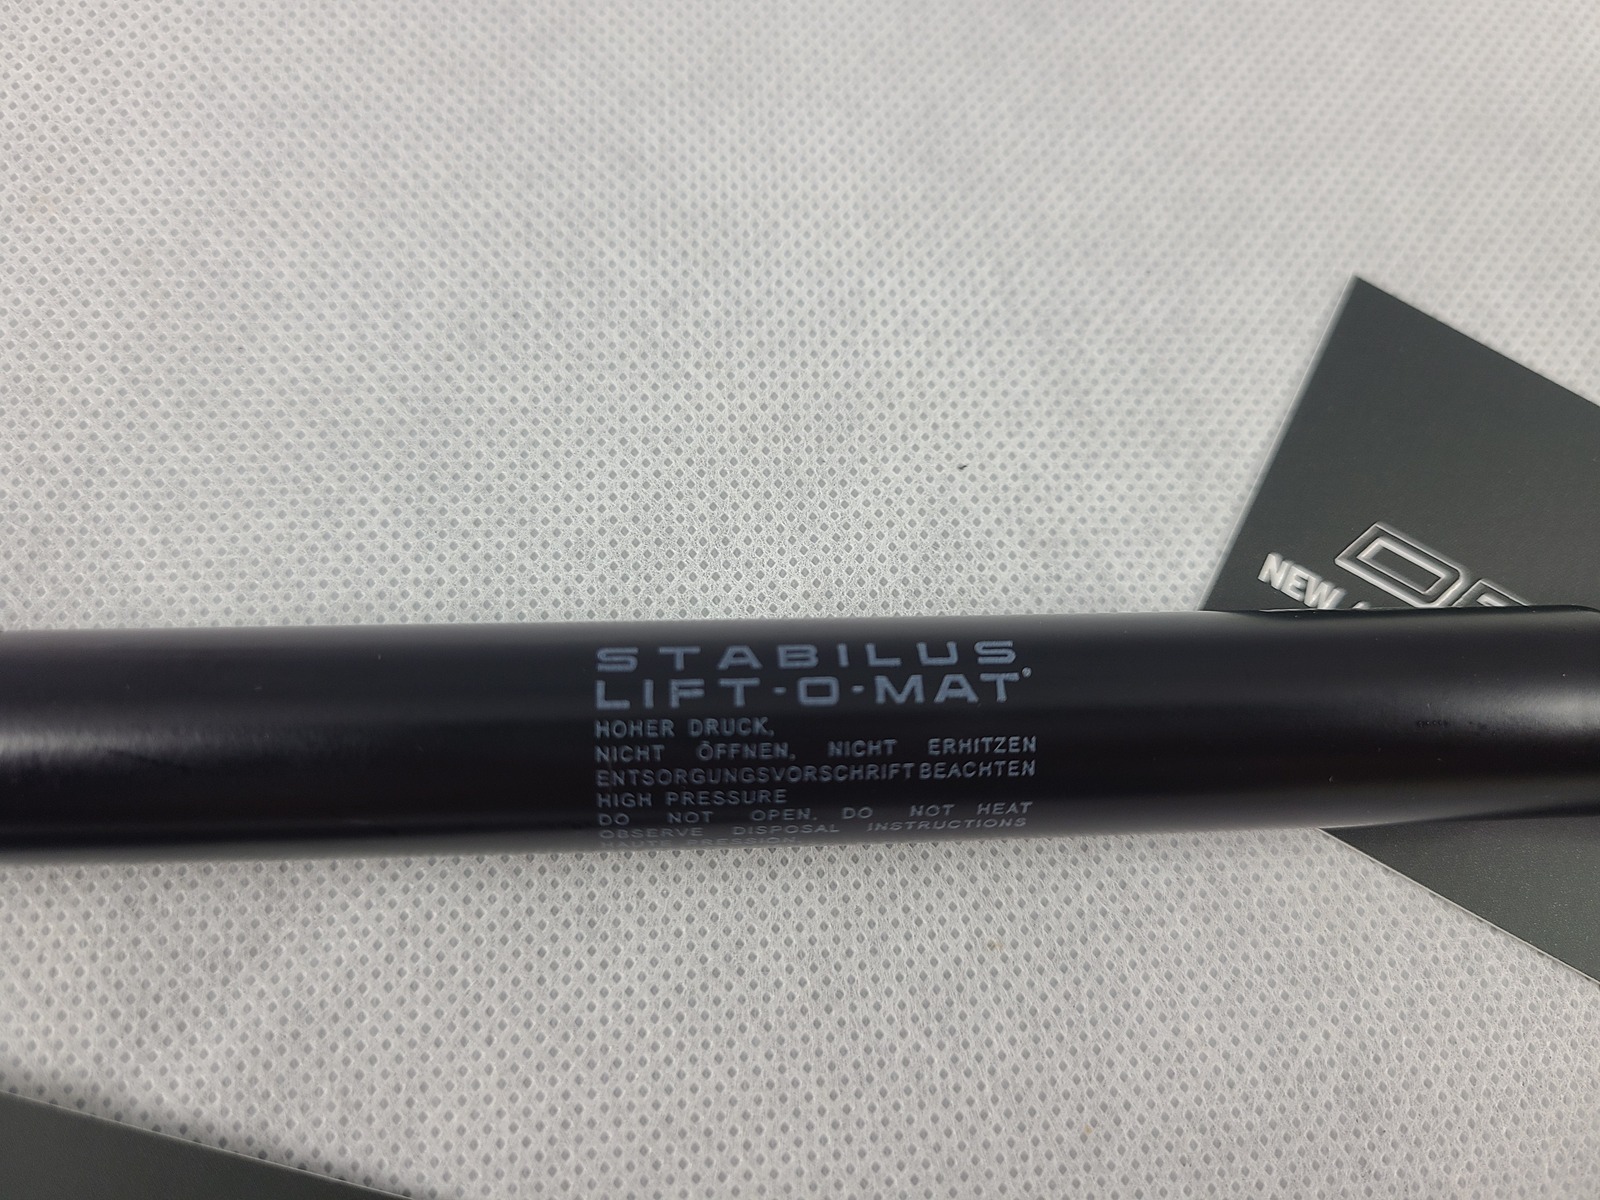 STABILUS
LIFT-O-MAT
HOHER DRUCK.
NICHT ÖFFNEN. NICHT ERHITZEN
ENTSORGUNGSVORSCHRIFT BEACHTEN
HIGH PRESSURE
DO NOT OPEN. DO NOT HEAT
OBSERVE DISPOSAL INSTRUCTIONS
NEW